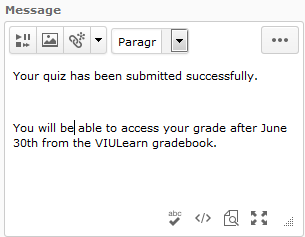 Message
Paragr
Your quiz has been submitted successfully.
You will be able to access your grade after June
30th from the VIULearn gradebook.